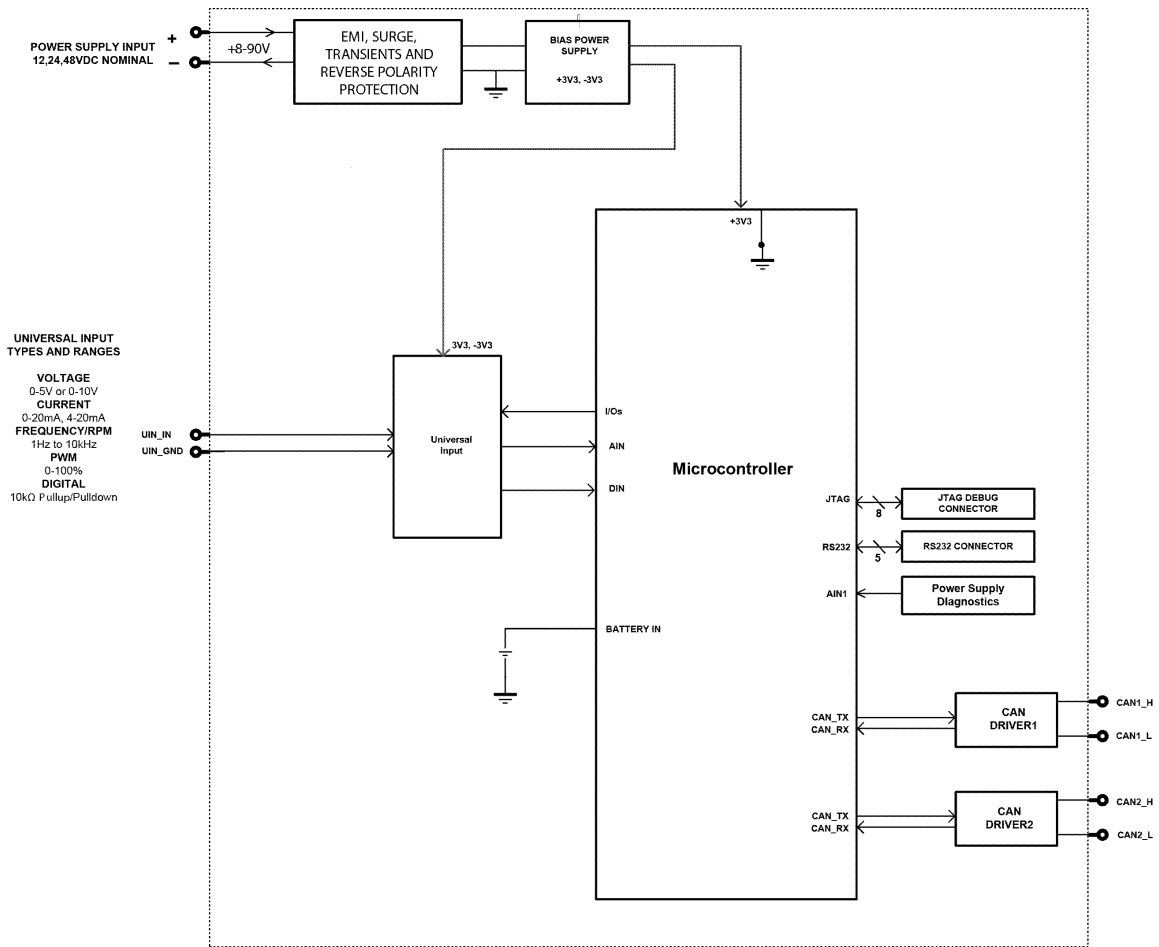 POWER SUPPLY INPUT
12,24,48VDC NOMINAL
+
–
+8-90V
EMI, SURGE,
TRANSIENTS AND
REVERSE POLARITY
PROTECTION
BIAS POWER
SUPPLY
+3V3, -3V3
+3V3
UNIVERSAL INPUT
TYPES AND RANGES
VOLTAGE
0-5V or 0-10V
CURRENT
0-20mA, 4-20mA
FREQUENCY/RPM
1Hz to 10kHz
PWM
0-100%
DIGITAL
10kΩ Pullup/Pulldown
UIN_IN
UIN_GND
3V3, -3V3
Universal
Input
I/Os
AIN
DIN
Microcontroller
JTAG
8
JTAG DEBUG
CONNECTOR
RS232
5
RS232 CONNECTOR
AIN1
Power Supply
Diagnostics
BATTERY IN
CAN_TX
CAN_RX
CAN
DRIVER1
CAN1_H
CAN1_L
CAN_TX
CAN_RX
CAN
DRIVER2
CAN2_H
CAN2_L